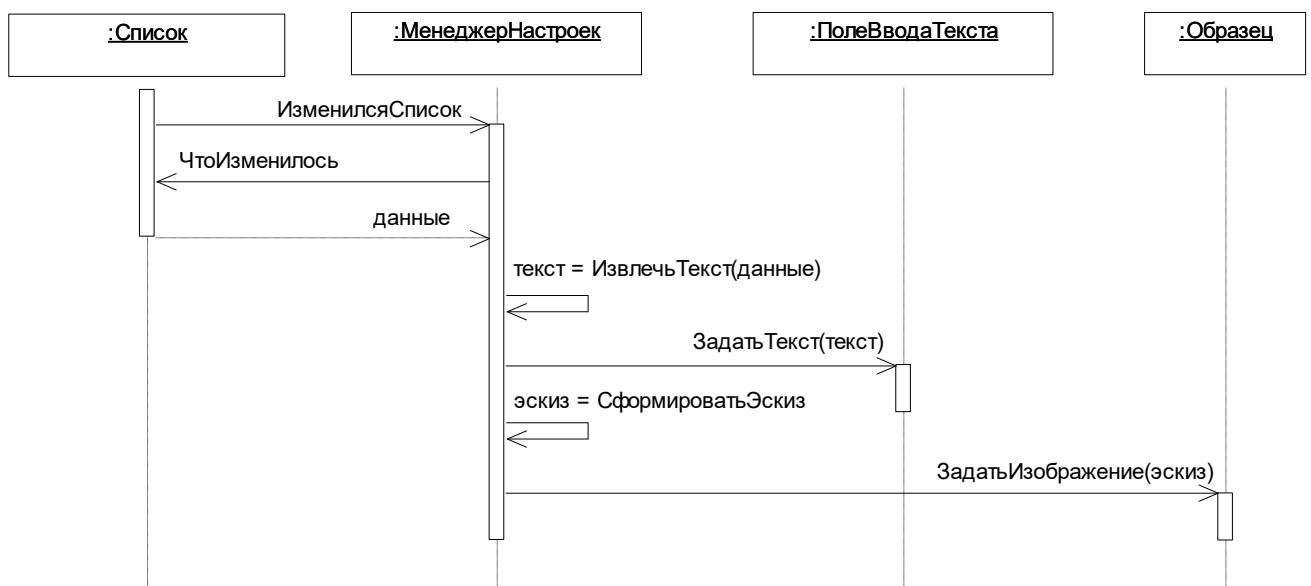 :Список
:МенеджерНастроек
:ПолеВводаТекста
:Образец
ИзменилсяСписок
ЧтоИзменилось
данные
текст = ИзвлечьТекст(данные)
ЗадатьТекст(текст)
эскиз = СформироватьЭскиз
ЗадатьИзображение(эскиз)